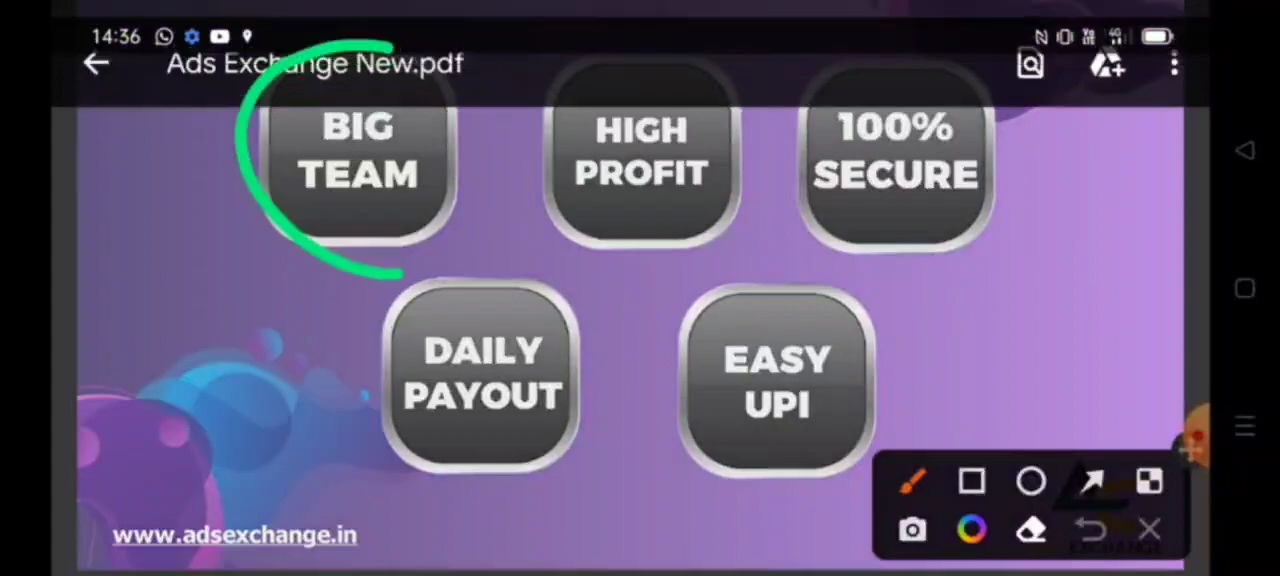 14:36
Ads Exchange New.pdf
BIG
TEAM
HIGH
PROFIT
100%
SECURE
DAILY
PAYOUT
EASY
UPI
www.adsexchange.in